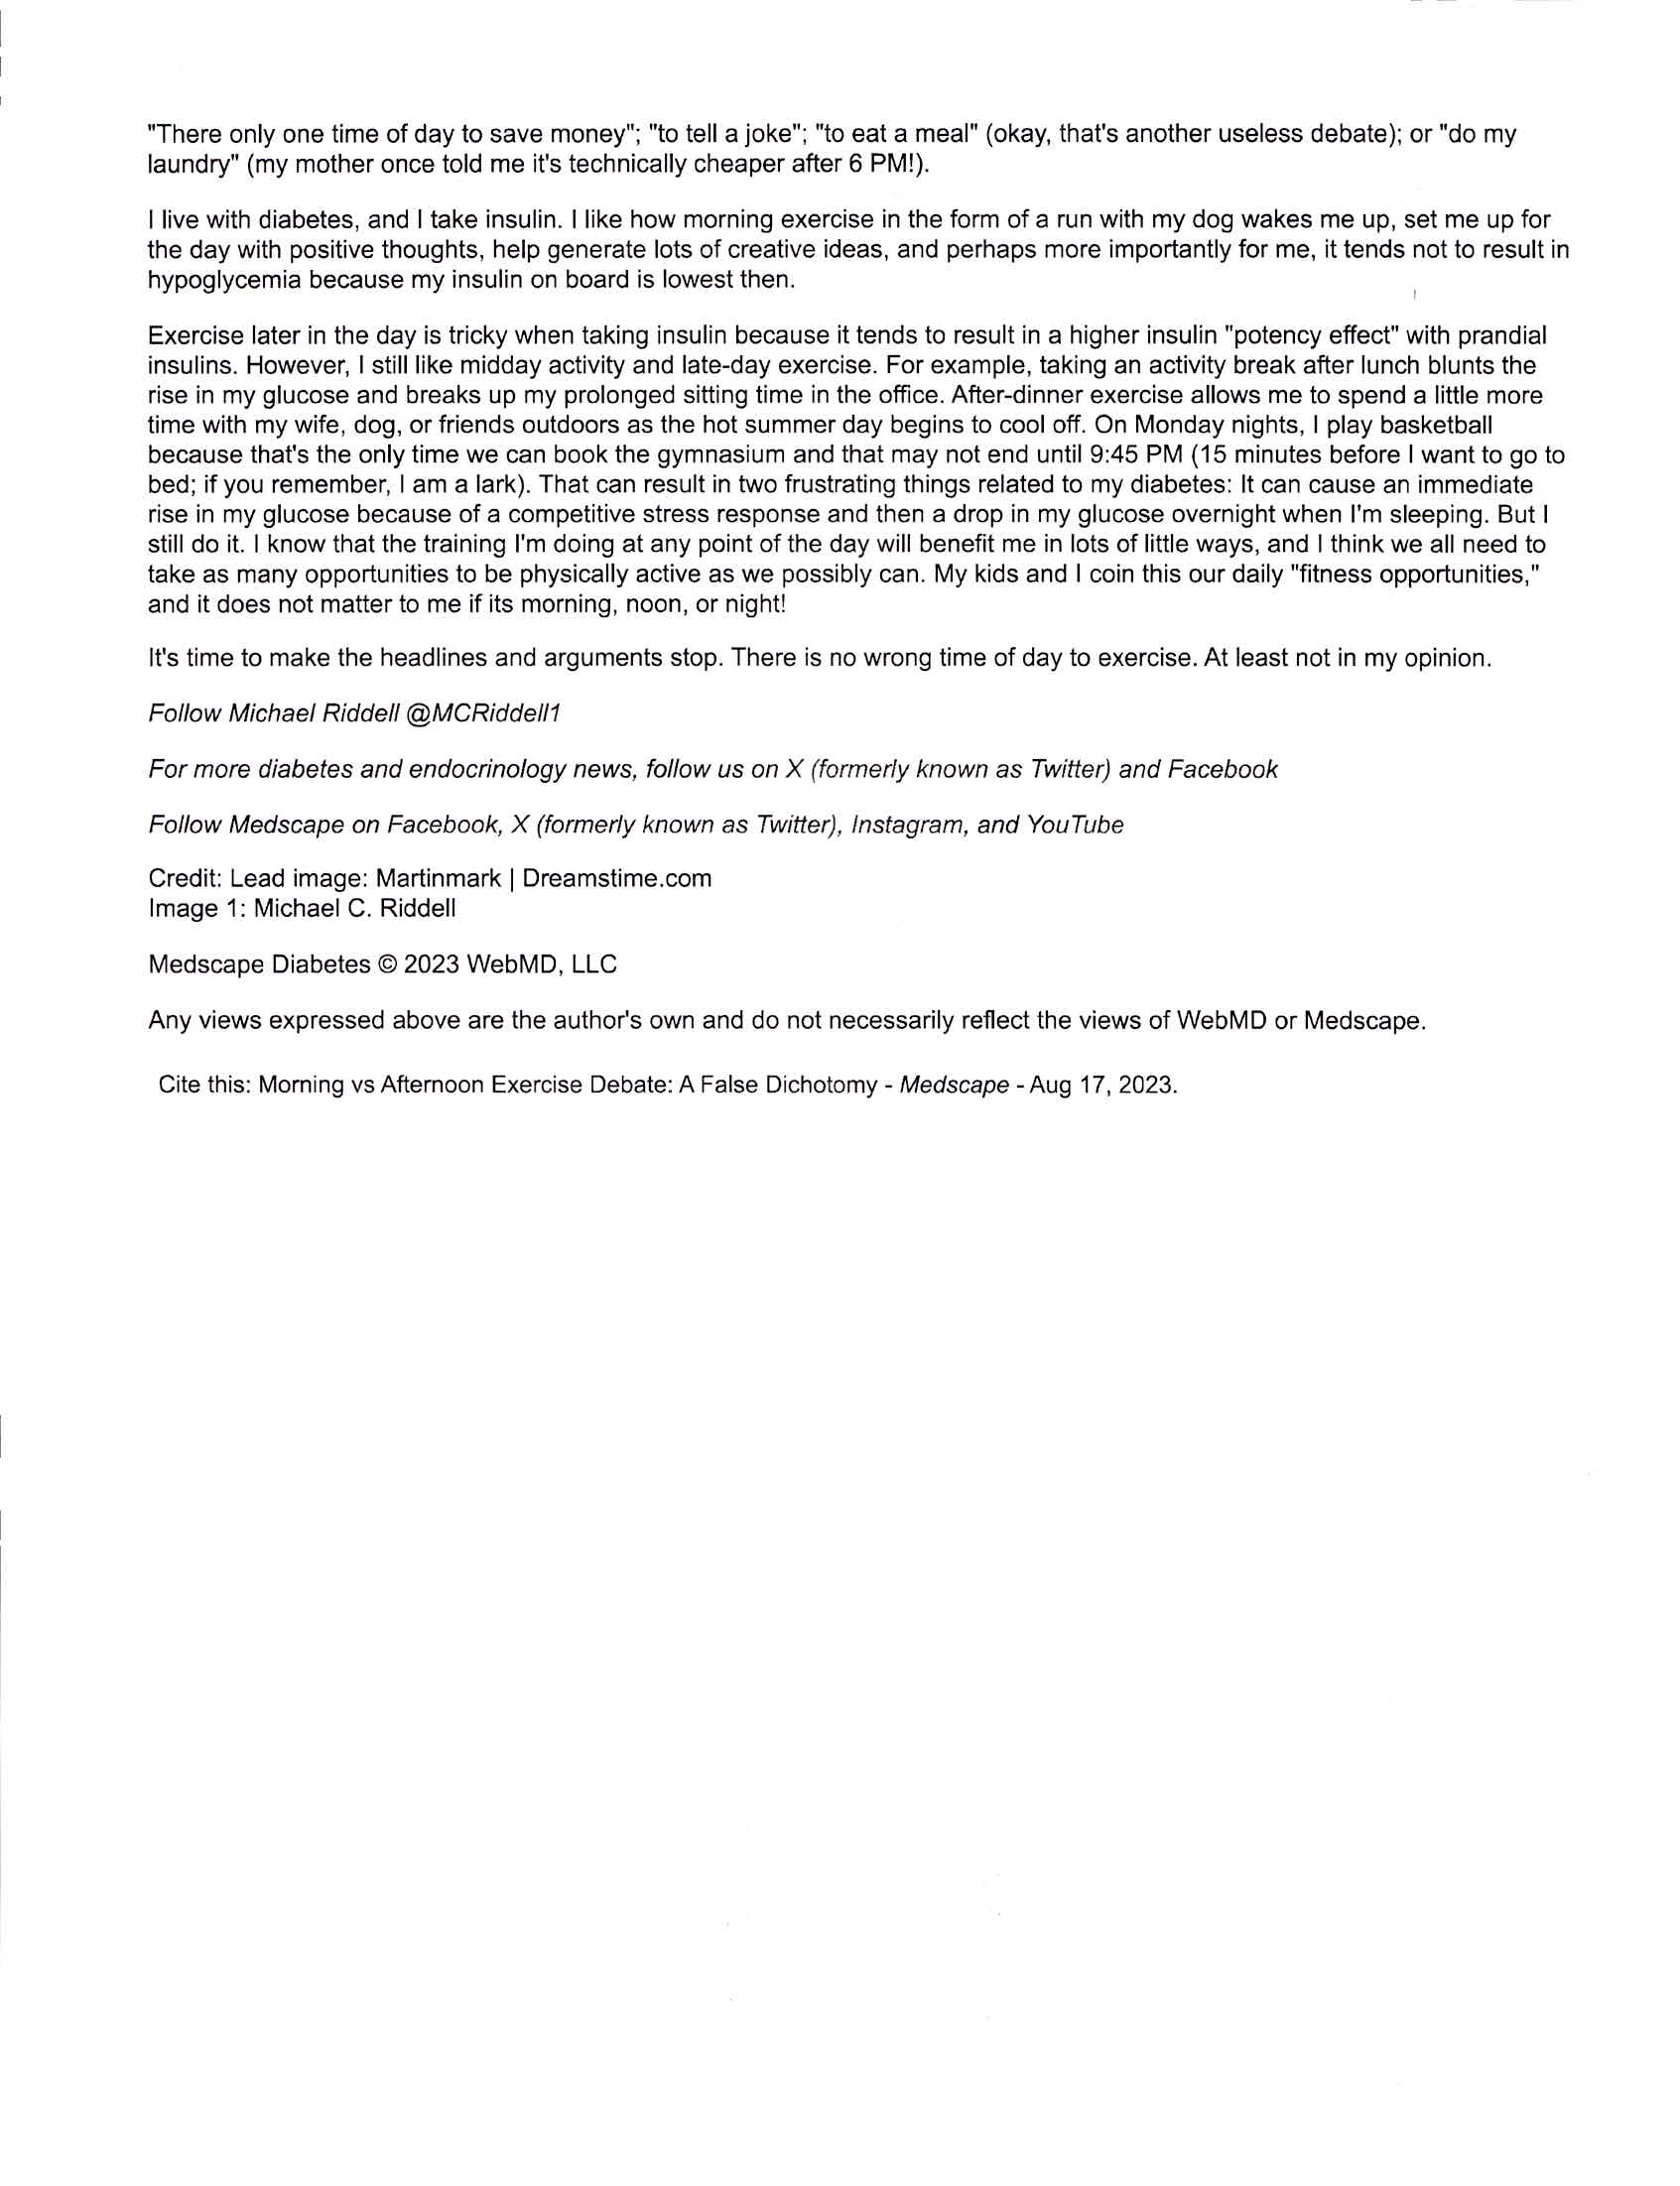 "There only one time of day to save money"; "to tell a joke"; "to eat a meal" (okay, that's another useless debate); or "do my
laundry" (my mother once told me it's technically cheaper after 6 PM!).
I live with diabetes, and I take insulin. I like how morning exercise in the form of a run with my dog wakes me up, set me up for
the day with positive thoughts, help generate lots of creative ideas, and perhaps more importantly for me, it tends not to result in
hypoglycemia because my insulin on board is lowest then.
Exercise later in the day is tricky when taking insulin because it tends to result in a higher insulin "potency effect" with prandial
insulins. However, I still like midday activity and late-day exercise. For example, taking an activity break after lunch blunts the
rise in my glucose and breaks up my prolonged sitting time in the office. After-dinner exercise allows me to spend a little more
time with my wife, dog, or friends outdoors as the hot summer day begins to cool off. On Monday nights, I play basketball
because that's the only time we can book the gymnasium and that may not end until 9:45 PM (15 minutes before I want to go to
bed; if you remember, I am a lark). That can result in two frustrating things related to my diabetes: It can cause an immediate
rise in my glucose because of a competitive stress response and then a drop in my glucose overnight when I'm sleeping. But I
still do it. I know that the training I'm doing at any point of the day will benefit me in lots of little ways, and I think we all need to
take as many opportunities to be physically active as we possibly can. My kids and I coin this our daily "fitness opportunities,"
and it does not matter to me if its morning, noon, or night!
It's time to make the headlines and arguments stop. There is no wrong time of day to exercise. At least not in my opinion.
Follow Michael Riddell @MCRiddell1
For more diabetes and endocrinology news, follow us on X (formerly known as Twitter) and Facebook
Follow Medscape on Facebook, X (formerly known as Twitter), Instagram, and YouTube
Credit: Lead image: Martinmark | Dreamstime.com
Image 1: Michael C. Riddell
Medscape Diabetes © 2023 WebMD, LLC
Any views expressed above are the author's own and do not necessarily reflect the views of WebMD or Medscape.
Cite this: Morning vs Afternoon Exercise Debate: A False Dichotomy - Medscape - Aug 17, 2023.